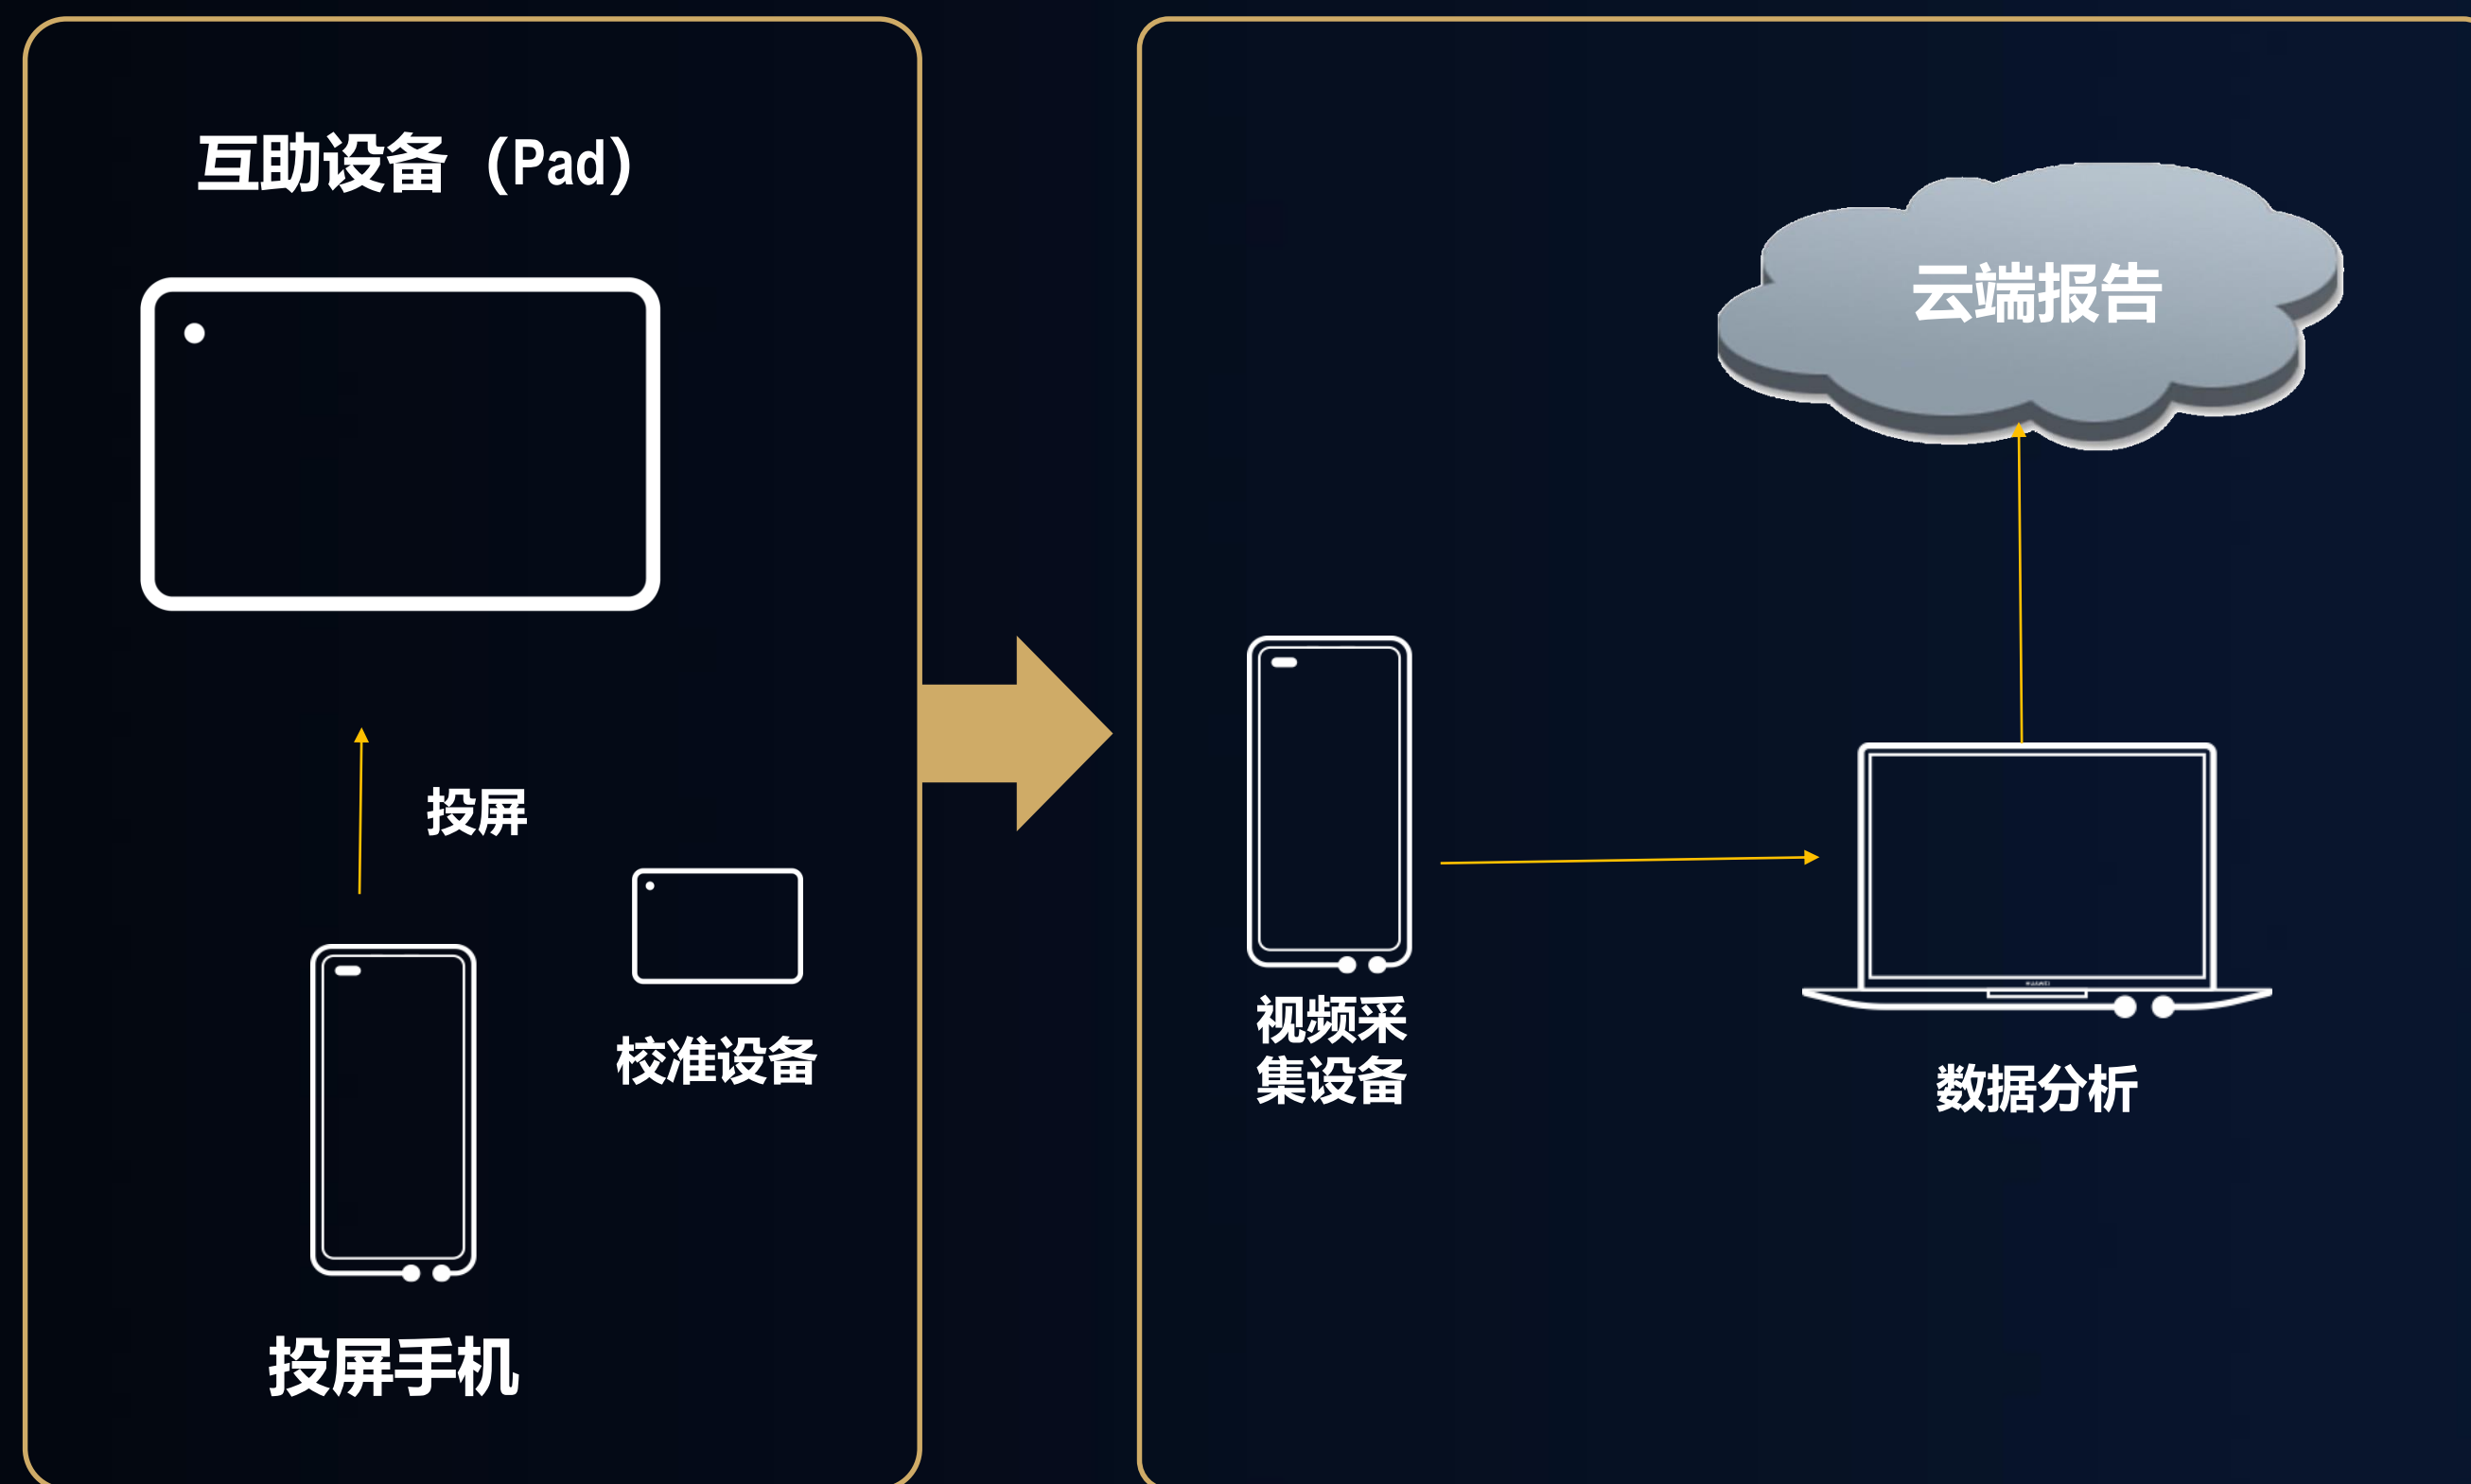 互助设备（Pad）
投屏
校准设备
投屏手机
云端报告
视频采
集设备
数据分析